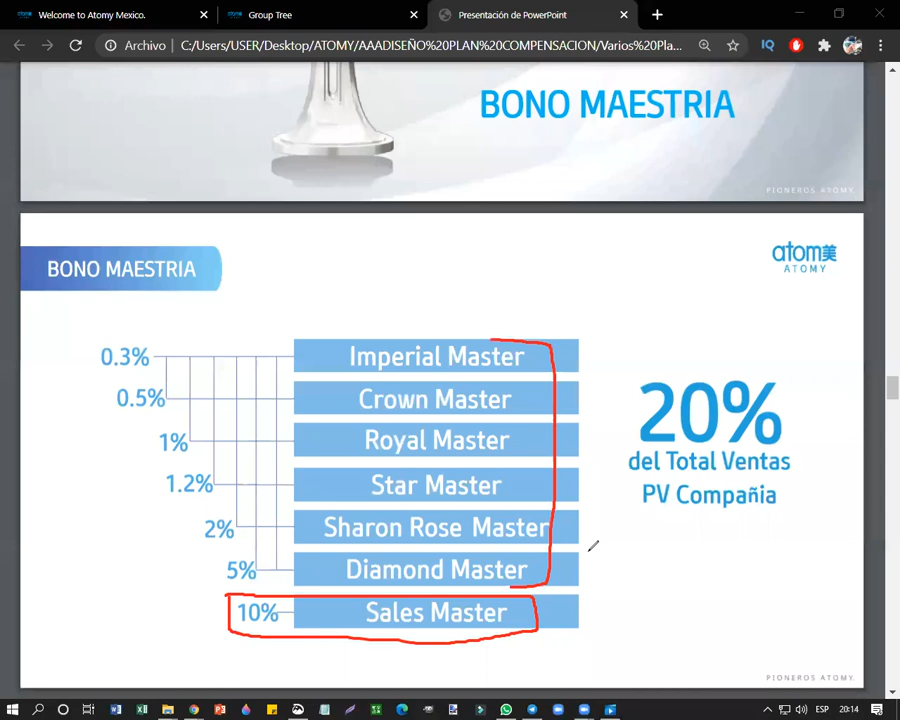 Welcome to Atomy Mexico.
Group Tree
Presentación de PowerPoint
Archivo
C:/Users/USER/Desktop/ATOMY/AAADISEÑO%20PLAN%20COMPENSACION/Varios%20Pla...
IQ
BONO MAESTRIA
PIONEROS ATOMY.
BONO MAESTRIA
atom美
ATOMY
0.3% Imperial Master
0.5% Crown Master
1% Royal Master
1.2% Star Master
2% Sharon Rose Master
5% Diamond Master
10% Sales Master
20%
del Total Ventas
PV Compañia
PIONEROS ATOMY.
ESP 20:14